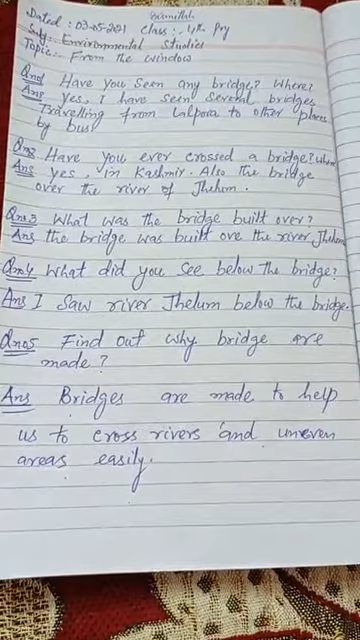 Bismillah
Dated : 03-05-2021 Class :- 4th Pry
Sub :- Environmental Studies
Topic :- From the window
Qno1 Have you seen any bridge? Where?
Ans yes, I have seen several bridges
Travelling from Lalpora to other places
by bus
Qno2 Have you ever crossed a bridge? when
Ans yes, in Kashmir. Also the bridge
over the river of Jhelum.
Qno3 What was the bridge built over?
Ans the bridge was built ove the river Jhelum
Qno4 What did you see below the bridge?
Ans I Saw river Jhelum below the bridge.
Qno5 Find out why bridge are
made?
Ans Bridges are made to help
us to cross rivers and uneven
areas easily.